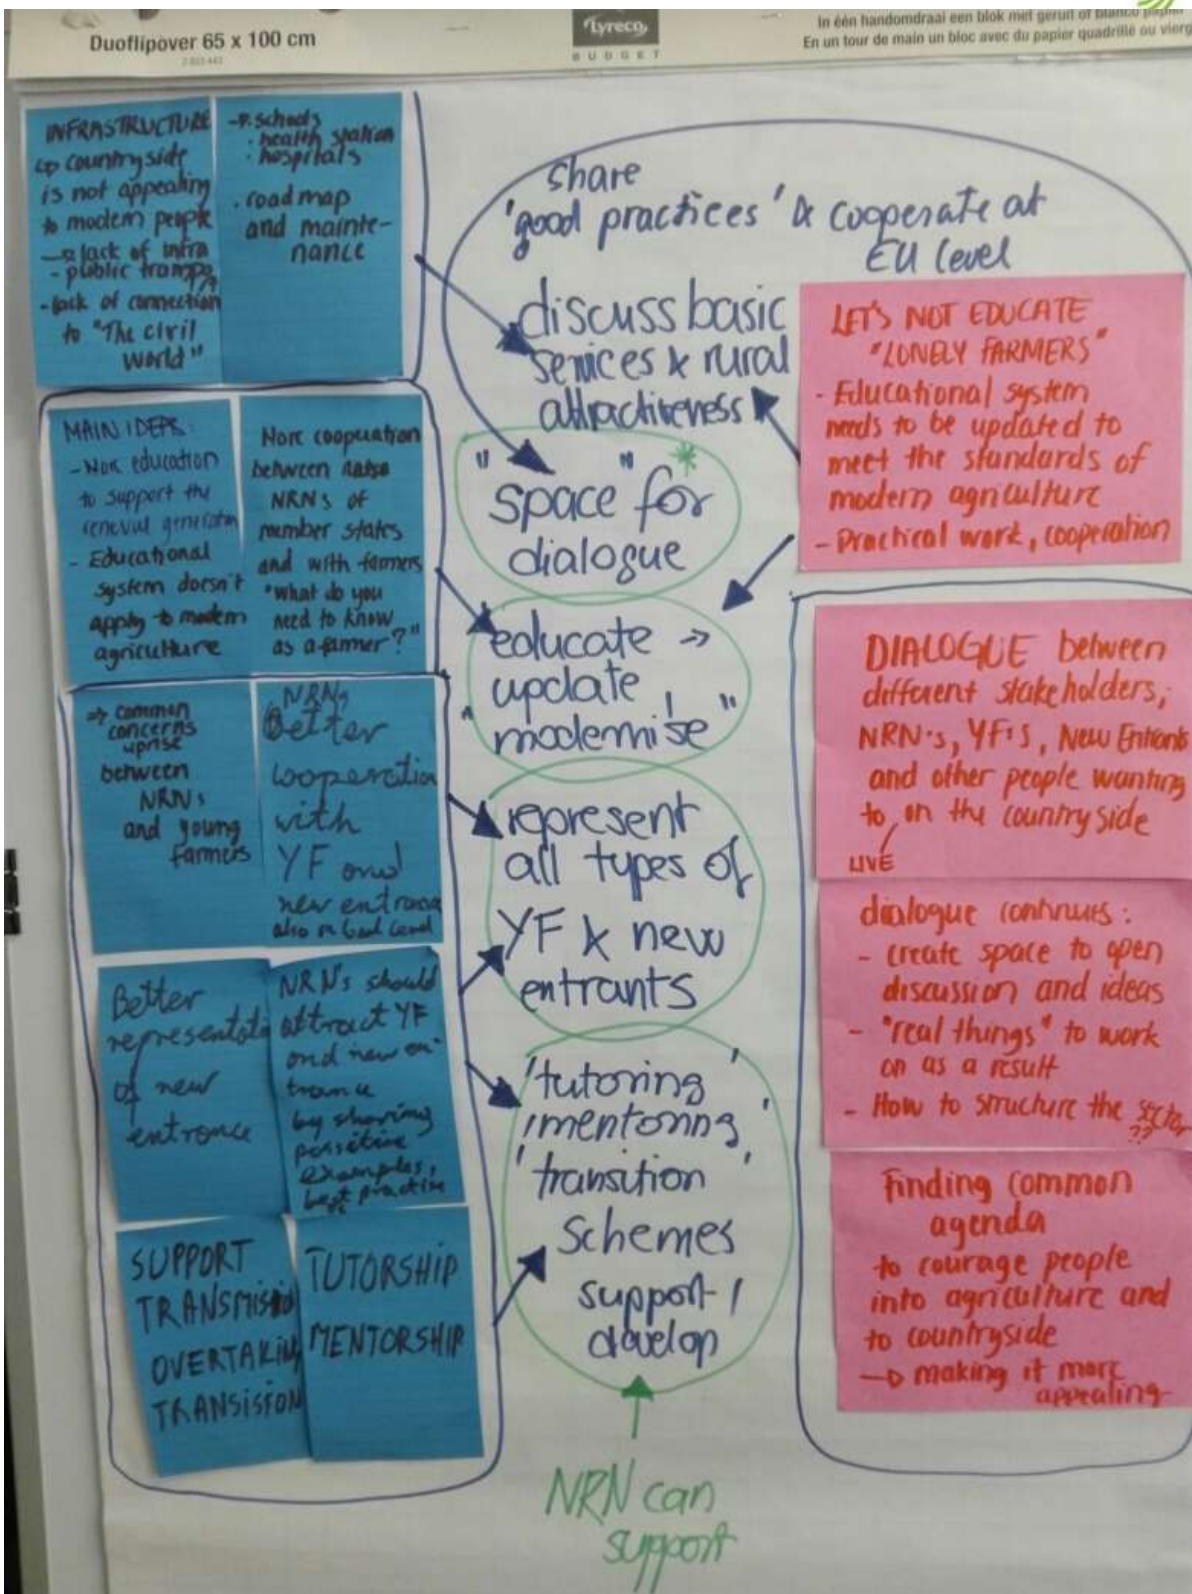 Duoflipover 65 x 100 cm
Lyreco
BUDGET
In één handomdraai een blok met geruit of blanco papier
En un tour de main un bloc avec du papier quadrillé ou vierg
INFRASTRUCTURE
↳ countryside
is not appealing
to modern people
→ lack of infra
- public transpo
- lack of connection
to "The civil
world"
-P. schools
. health station
. hospitals
. road map
and mainte-
nance
share
'good practices' & cooperate at
EU level
discuss basic
services & rural
attractiveness
LET'S NOT EDUCATE
"LONELY FARMERS"
- Educational system
needs to be updated to
meet the standards of
modern agriculture
- Practical work, cooperation
MAIN IDEAS:
- More education
to support the
renewal generation
- Educational
system doesn't
apply to modern
agriculture
More cooperation
between
NRNs of
member states
and with farmers
"What do you
need to know
as a farmer?"
"space" for *
dialogue
educate →
update
"modernise"
DIALOGUE between
different stakeholders,
NRN's, YF's, New Entrants
and other people wanting
to on the countryside
LIVE
⇒ common
concerns
uprise
between
NRNs
and young
farmers
NRNs
Better
cooperation
with
YF and
new entrance
also on
represent
all types of
YF & new
entrants
dialogue continues:
- create space to open
discussion and ideas
- "real things" to work
on as a result
- How to structure the sector
??
Better
representati
of new
entrance
NRN's should
attract YF
and new en-
trance
by sharing
possitive
examples,
best practise
'tutoring'
'mentoring'
'transition'
schemes
support /
develop
Finding common
agenda
to courage people
into agriculture and
to countryside
→ making it more
appealing
SUPPORT
TRANSMISSIO
OVERTAKING
TRANSISION
TUTORSHIP
MENTORSHIP
NRN can
support